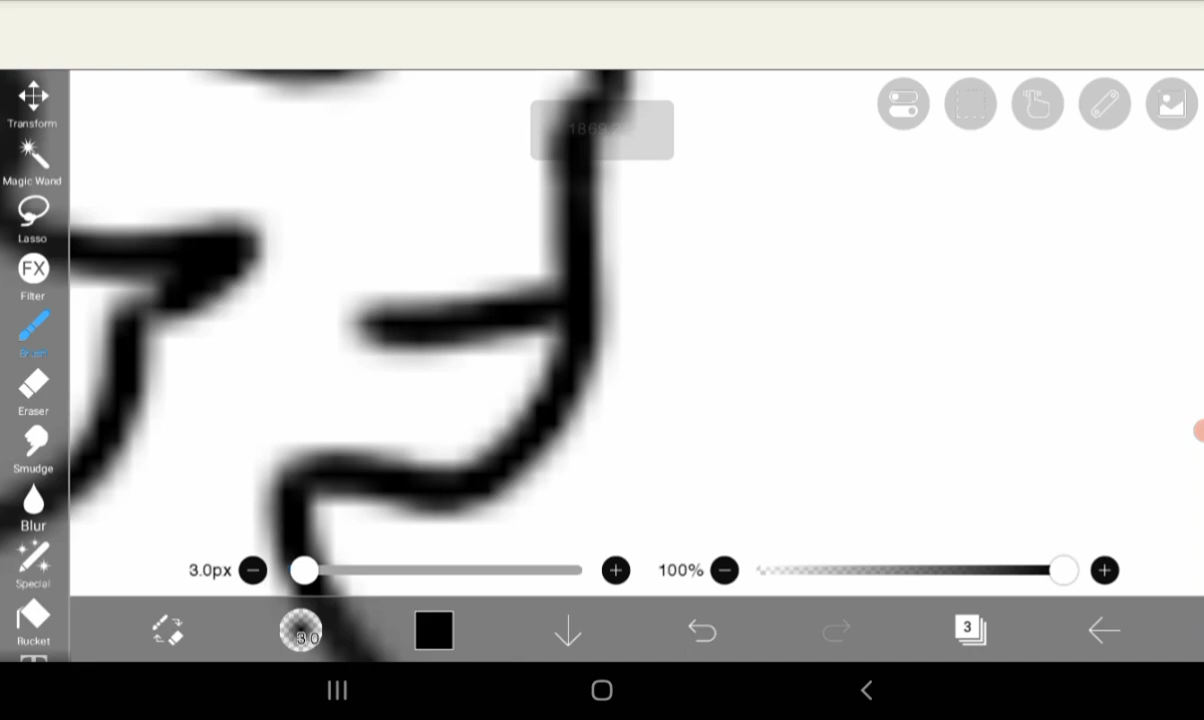 Transform
Magic Wand
Lasso
FX
Filter
Brush
Eraser
Smudge
Blur
Special
Bucket
3.0px
100%
3.0
3